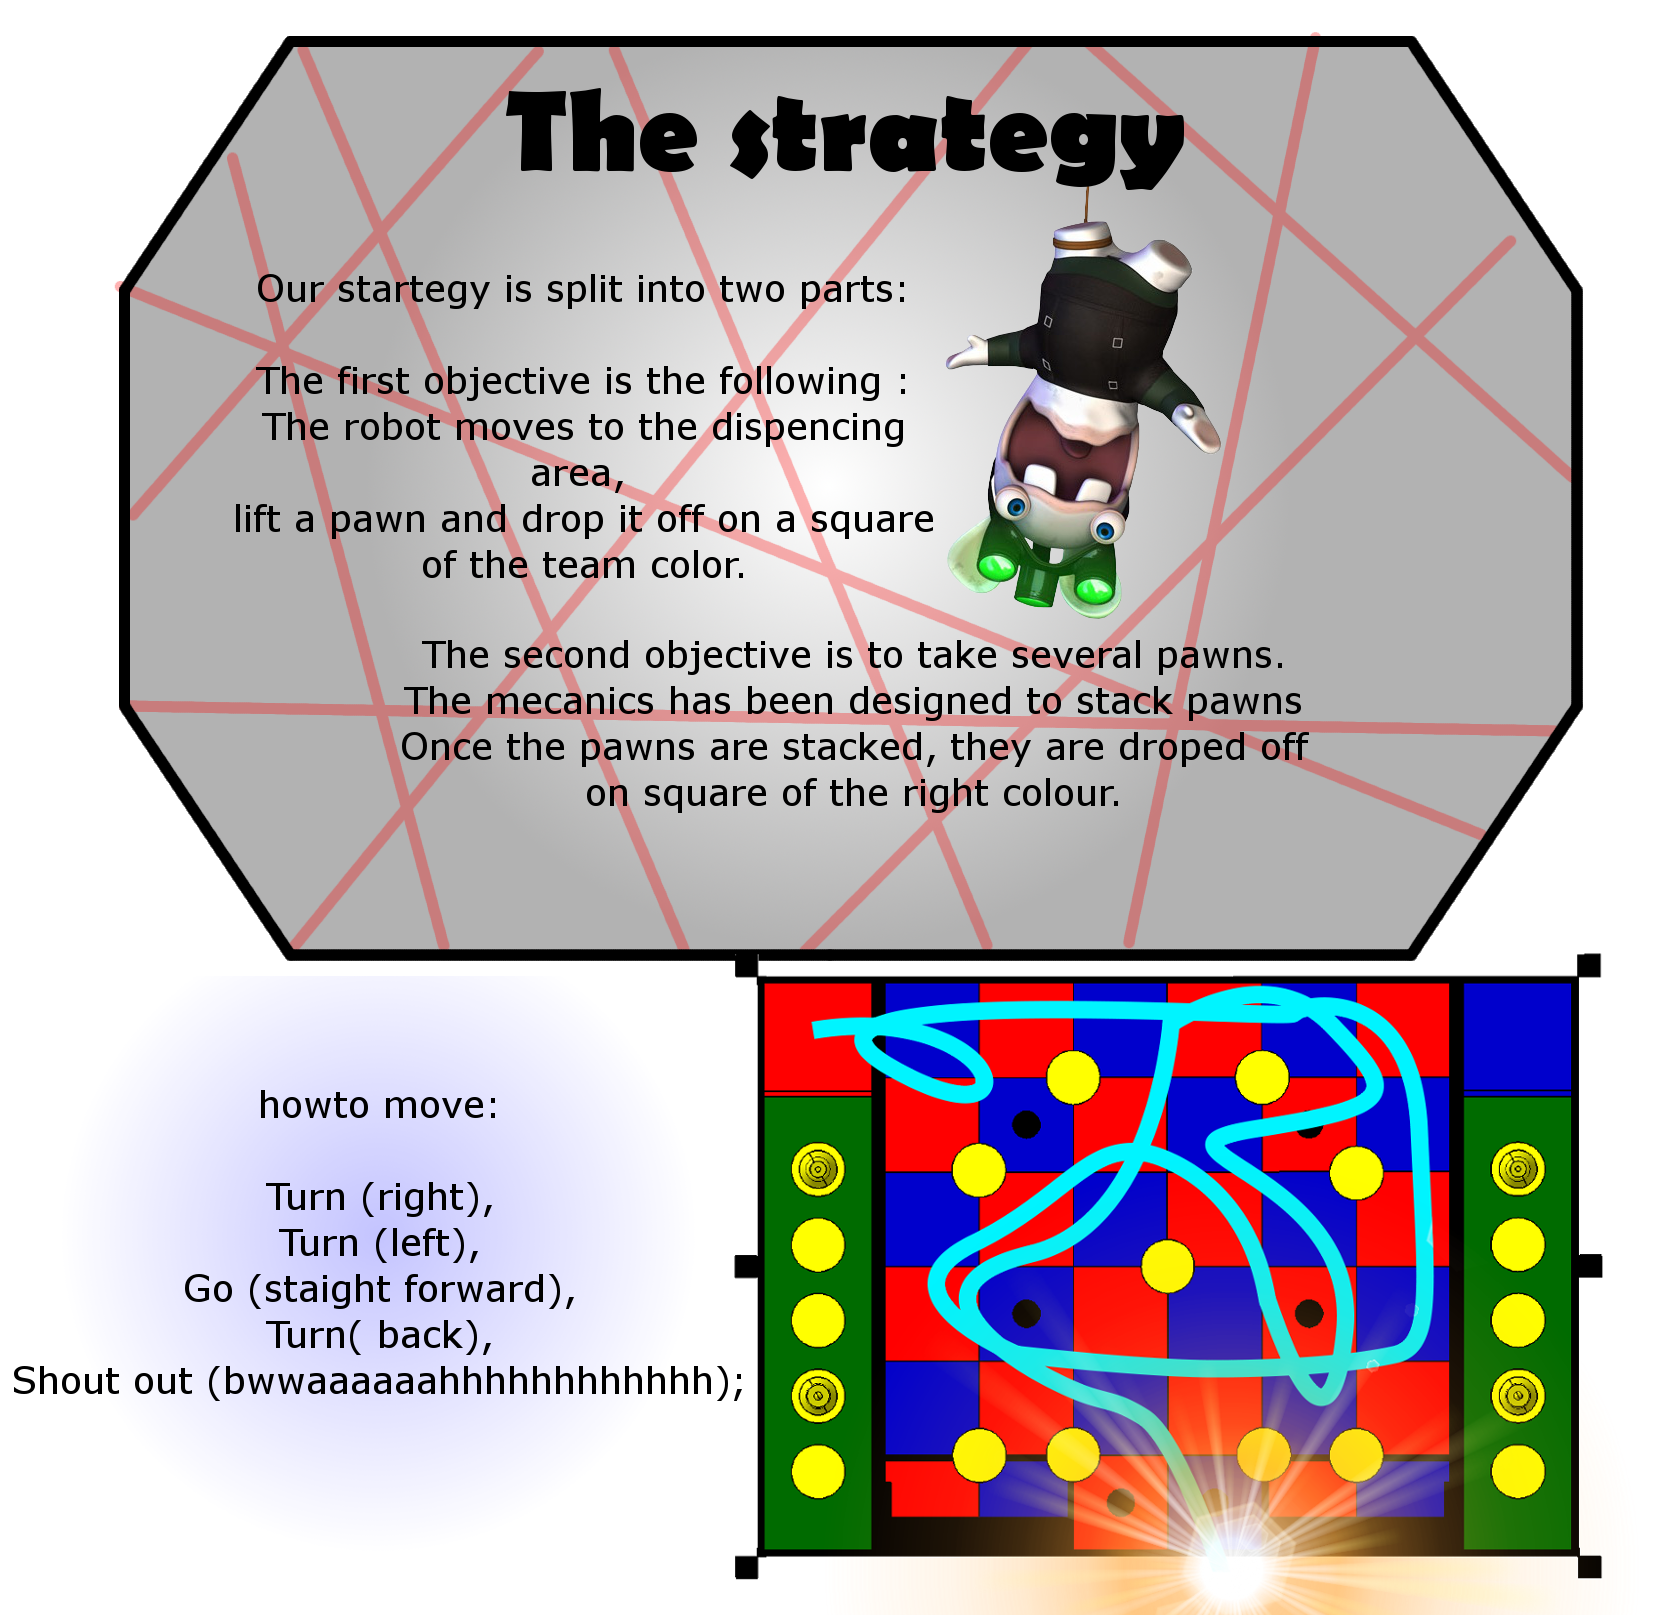 The strategy
Our startegy is split into two parts:
The first objective is the following :
The robot moves to the dispencing
area,
lift a pawn and drop it off on a square
of the team color.
The second objective is to take several pawns.
The mecanics has been designed to stack pawns
Once the pawns are stacked, they are droped off
on square of the right colour.
howto move:
Turn (right),
Turn (left),
Go (staight forward),
Turn( back),
Shout out (bwwaaaaaahhhhhhhhhhhhh);